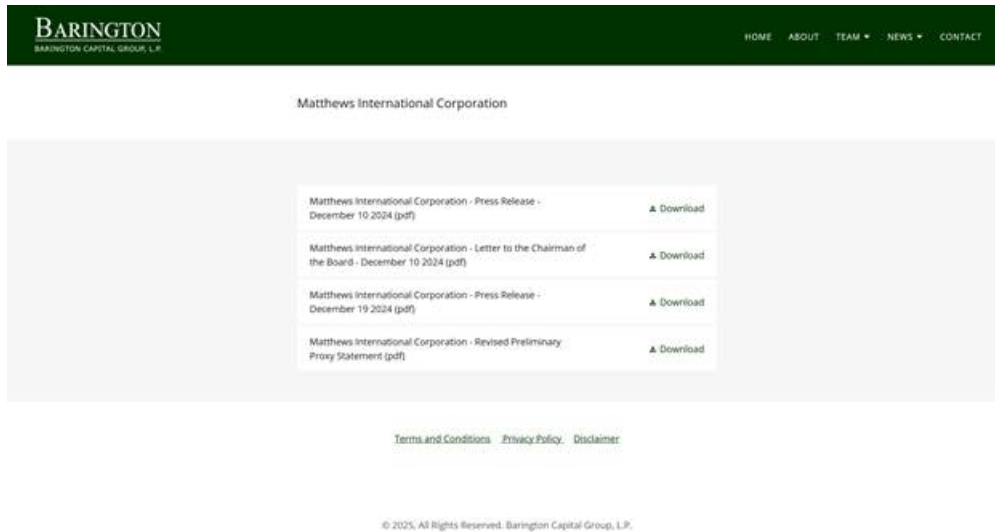 BARINGTON
BARINGTON CAPITAL GROUP, L.P.
HOME ABOUT TEAM NEWS CONTACT
Matthews International Corporation
Matthews International Corporation - Press Release -
December 10 2024 (pdf)
Download
Matthews International Corporation - Letter to the Chairman of
the Board - December 10 2024 (pdf)
Download
Matthews International Corporation - Press Release -
December 19 2024 (pdf)
Download
Matthews International Corporation - Revised Preliminary
Proxy Statement (pdf)
Download
Terms and Conditions Privacy Policy Disclaimer
© 2025, All Rights Reserved. Barington Capital Group, L.P.